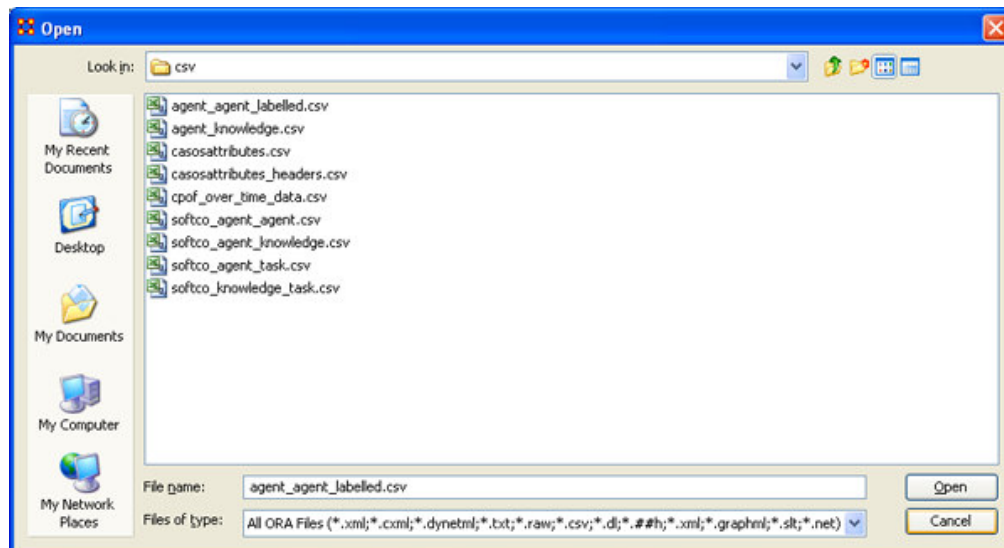 Open
Look in:
csv
agent_agent_labelled.csv
agent_knowledge.csv
casosattributes.csv
casosattributes_headers.csv
cpof_over_time_data.csv
softco_agent_agent.csv
softco_agent_knowledge.csv
softco_agent_task.csv
softco_knowledge_task.csv
My Recent
Documents
Desktop
My Documents
My Computer
My Network
Places
File name:
agent_agent_labelled.csv
Open
Files of type:
All ORA Files (*.xml;*.cxml;*.dynetml;*.txt;*.raw;*.csv;*.dl;*.##h;*.xml;*.graphml;*.slt;*.net)
Cancel